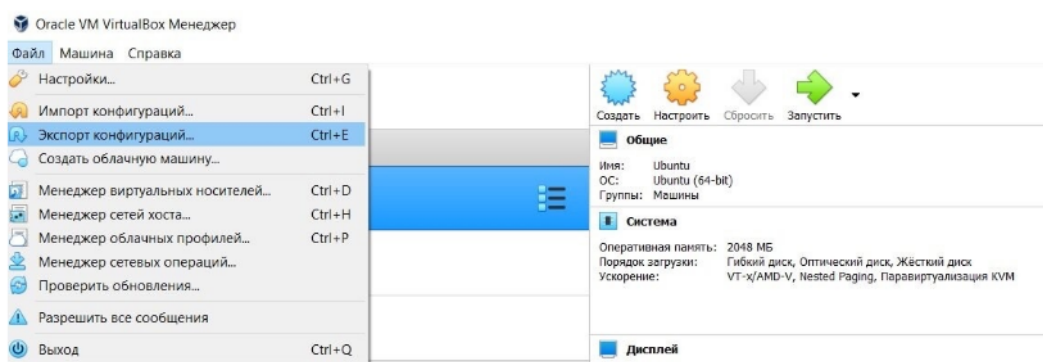 Oracle VM VirtualBox Менеджер
Файл Машина Справка
Настройки... Ctrl+G
Импорт конфигураций... Ctrl+I
Экспорт конфигураций... Ctrl+E
Создать облачную машину...
Менеджер виртуальных носителей... Ctrl+D
Менеджер сетей хоста... Ctrl+H
Менеджер облачных профилей... Ctrl+P
Менеджер сетевых операций...
Проверить обновления...
Разрешить все сообщения
Выход Ctrl+Q
Создать Настроить Сбросить Запустить
Общие
Имя: Ubuntu
ОС: Ubuntu (64-bit)
Группы: Машины
Система
Оперативная память: 2048 МБ
Порядок загрузки: Гибкий диск, Оптический диск, Жёсткий диск
Ускорение: VT-x/AMD-V, Nested Paging, Паравиртуализация KVM
Дисплей